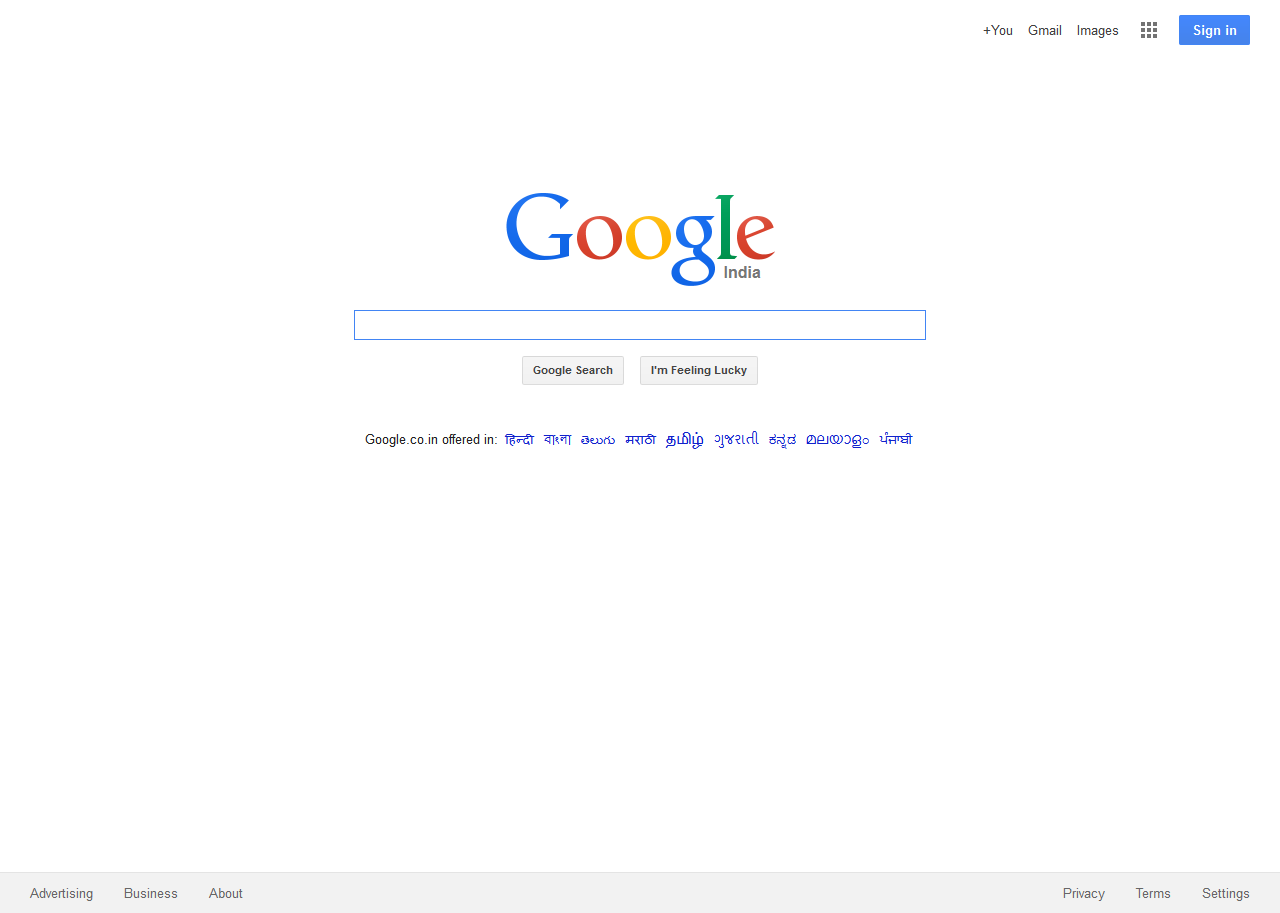 +You Gmail Images Sign in
Google
India
Google Search I'm Feeling Lucky
Google.co.in offered in: हिन्दी বাংলা తెలుగు मराठी தமிழ் ગુજરાતી ಕನ್ನಡ മലയാളം ਪੰਜਾਬੀ
Advertising Business About Privacy Terms Settings